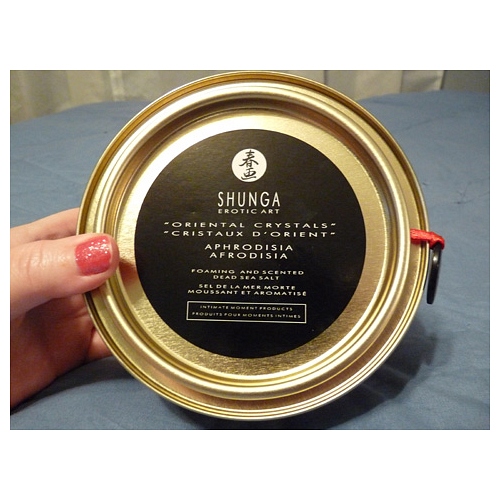 春画
SHUNGA
EROTIC ART
"ORIENTAL CRYSTALS"
"CRISTAUX D'ORIENT"
APHRODISIA
AFRODISIA
FOAMING AND SCENTED
DEAD SEA SALT
SEL DE LA MER MORTE
MOUSSANT ET AROMATISÉ
INTIMATE MOMENT PRODUCTS
PRODUITS POUR MOMENTS INTIMES